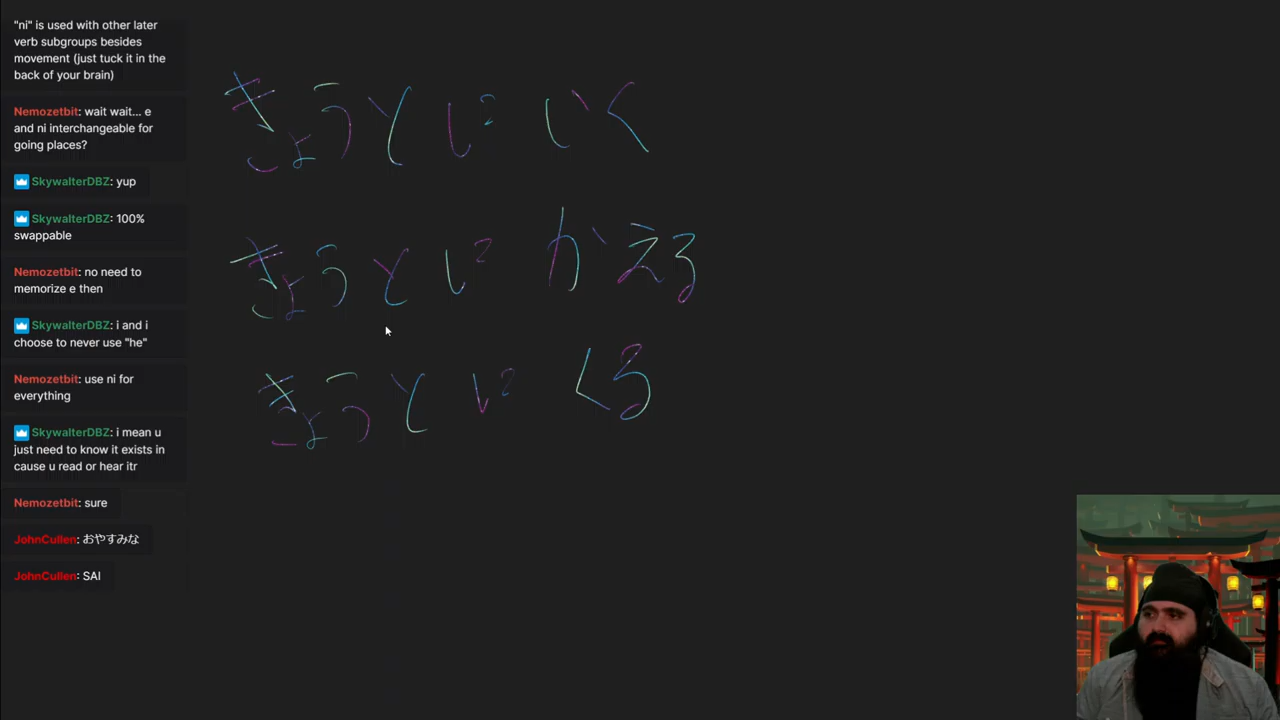 "ni" is used with other later
verb subgroups besides
movement (just tuck it in the
back of your brain)
Nemozetbit: wait wait... e
and ni interchangeable for
going places?
SkywalterDBZ: yup
SkywalterDBZ: 100%
swappable
Nemozetbit: no need to
memorize e then
SkywalterDBZ: i and i
choose to never use "he"
Nemozetbit: use ni for
everything
SkywalterDBZ: i mean u
just need to know it exists in
cause u read or hear itr
Nemozetbit: sure
JohnCullen: おやすみな
JohnCullen: SAI
きょうとにいく
きょうとにかえる
きょうとにくる